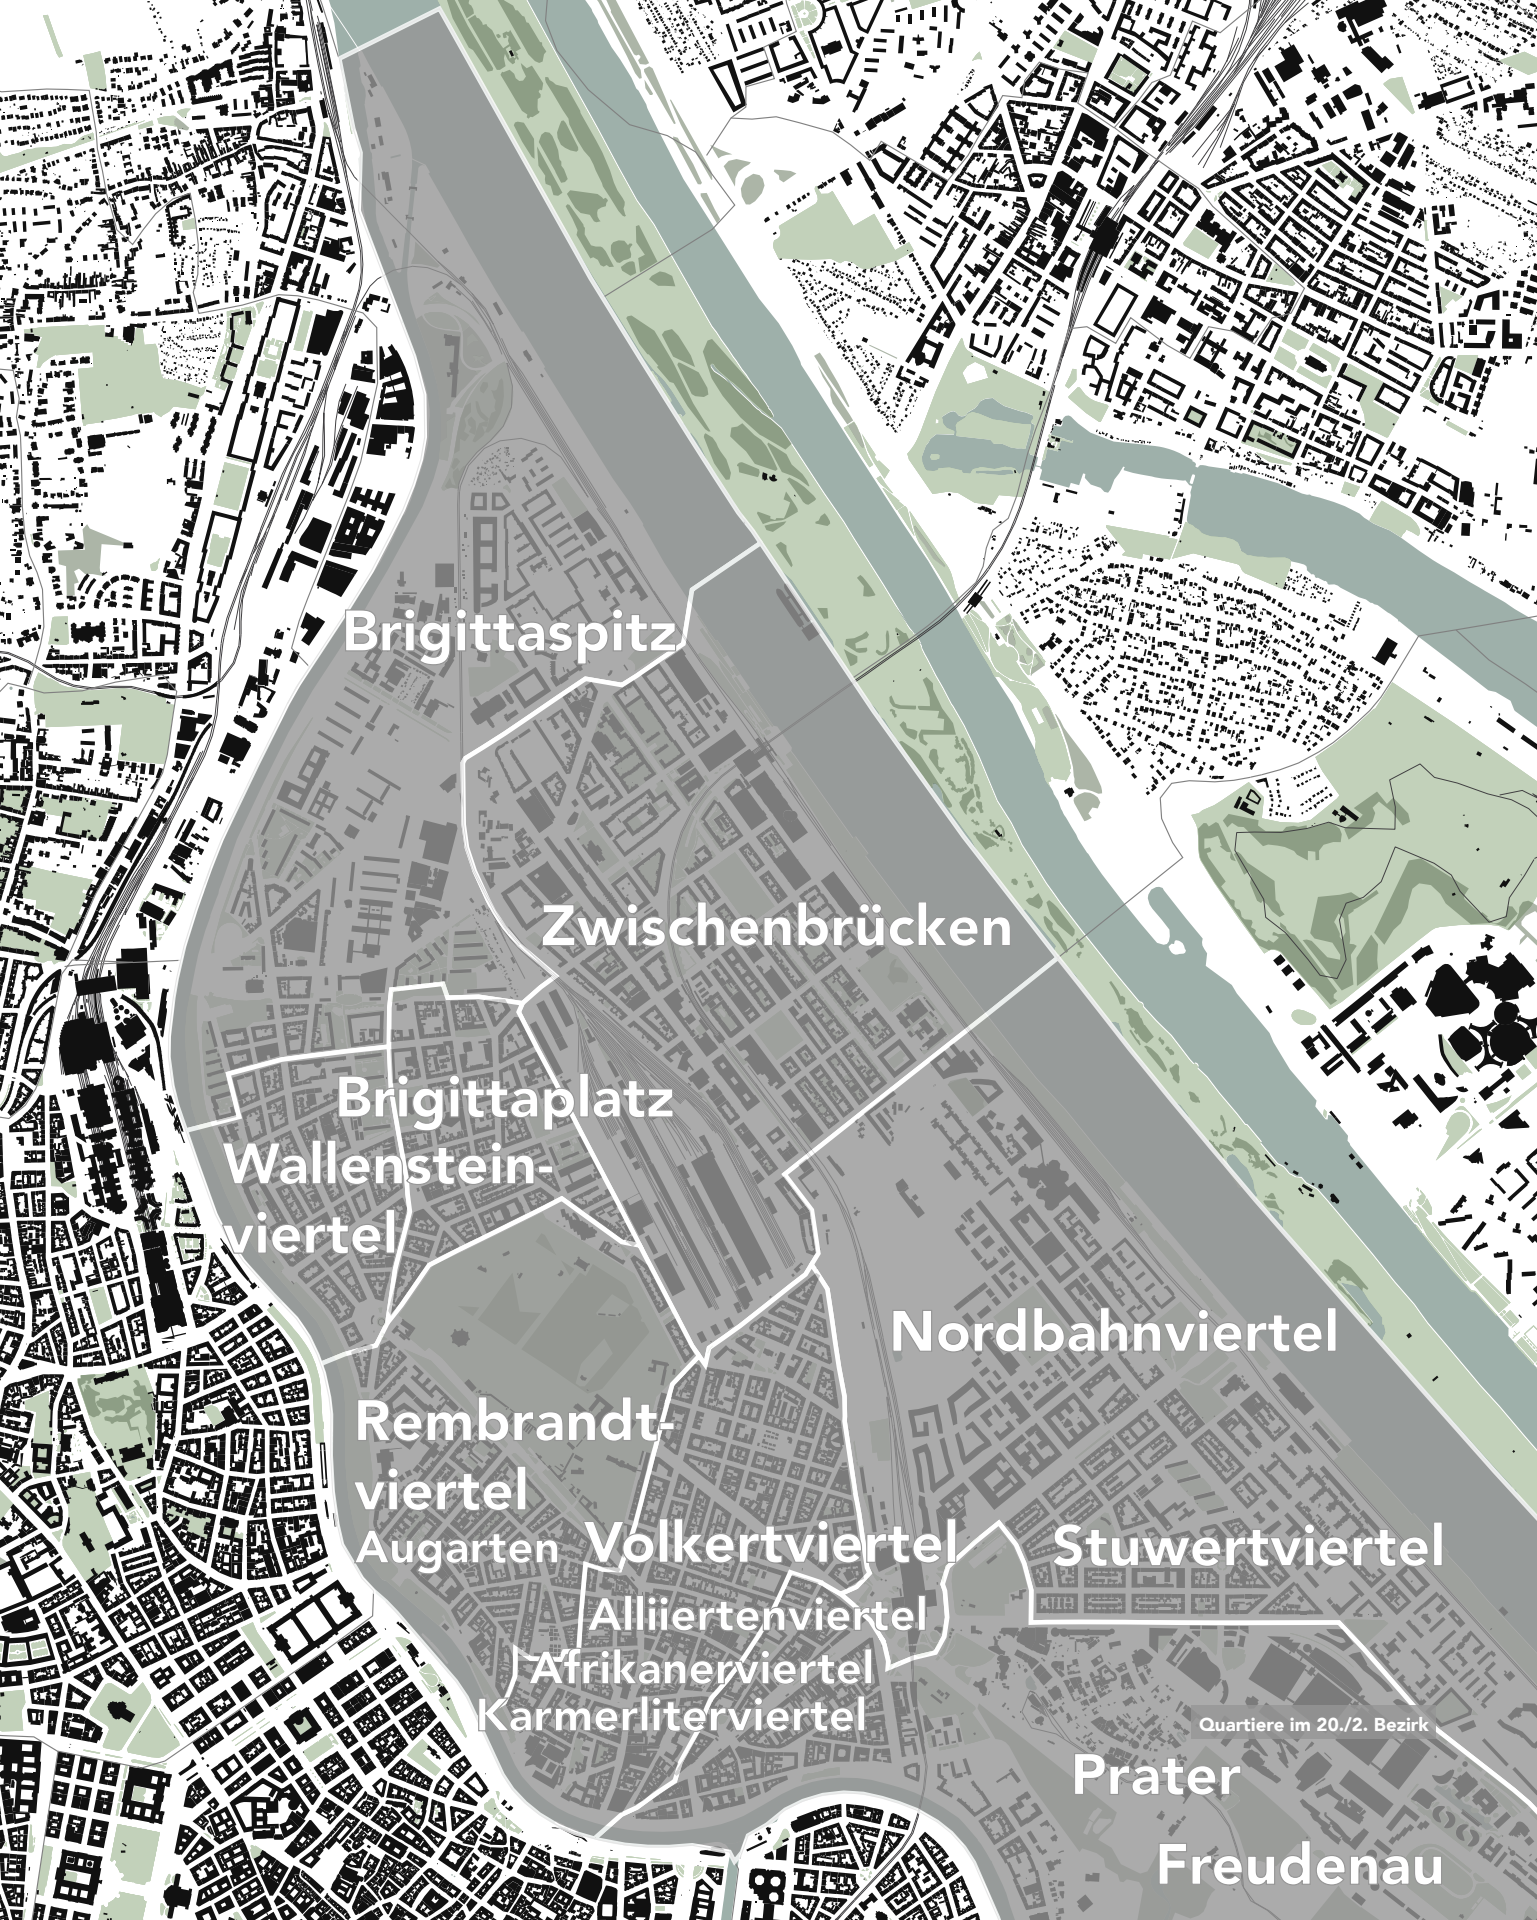 Brigittaspitz
Zwischenbrücken
Brigittaplatz
Wallenstein-
viertel
Nordbahnviertel
Rembrandt-
viertel
Augarten
Volkertviertel
Stuwertviertel
Alliiertenviertel
Afrikanerviertel
Karmerliterviertel
Quartiere im 20./2. Bezirk
Prater
Freudenau